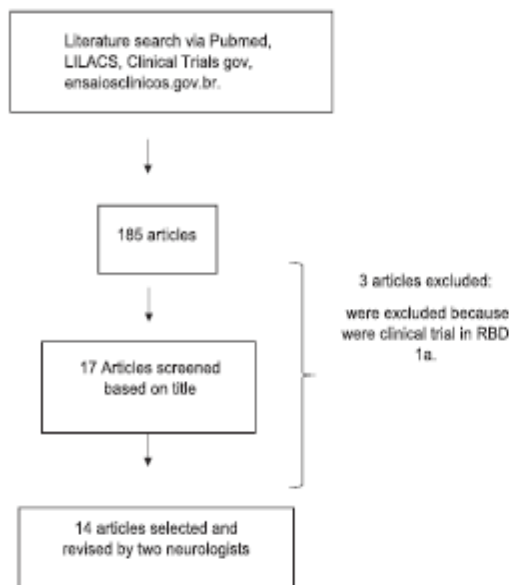 Literature search via Pubmed,
LILACS, Clinical Trials gov,
ensaiosclinicos.gov.br.
185 articles
3 articles excluded:
were excluded because
were clinical trial in RBD
1a.
17 Articles screened
based on title
14 articles selected and
revised by two neurologists